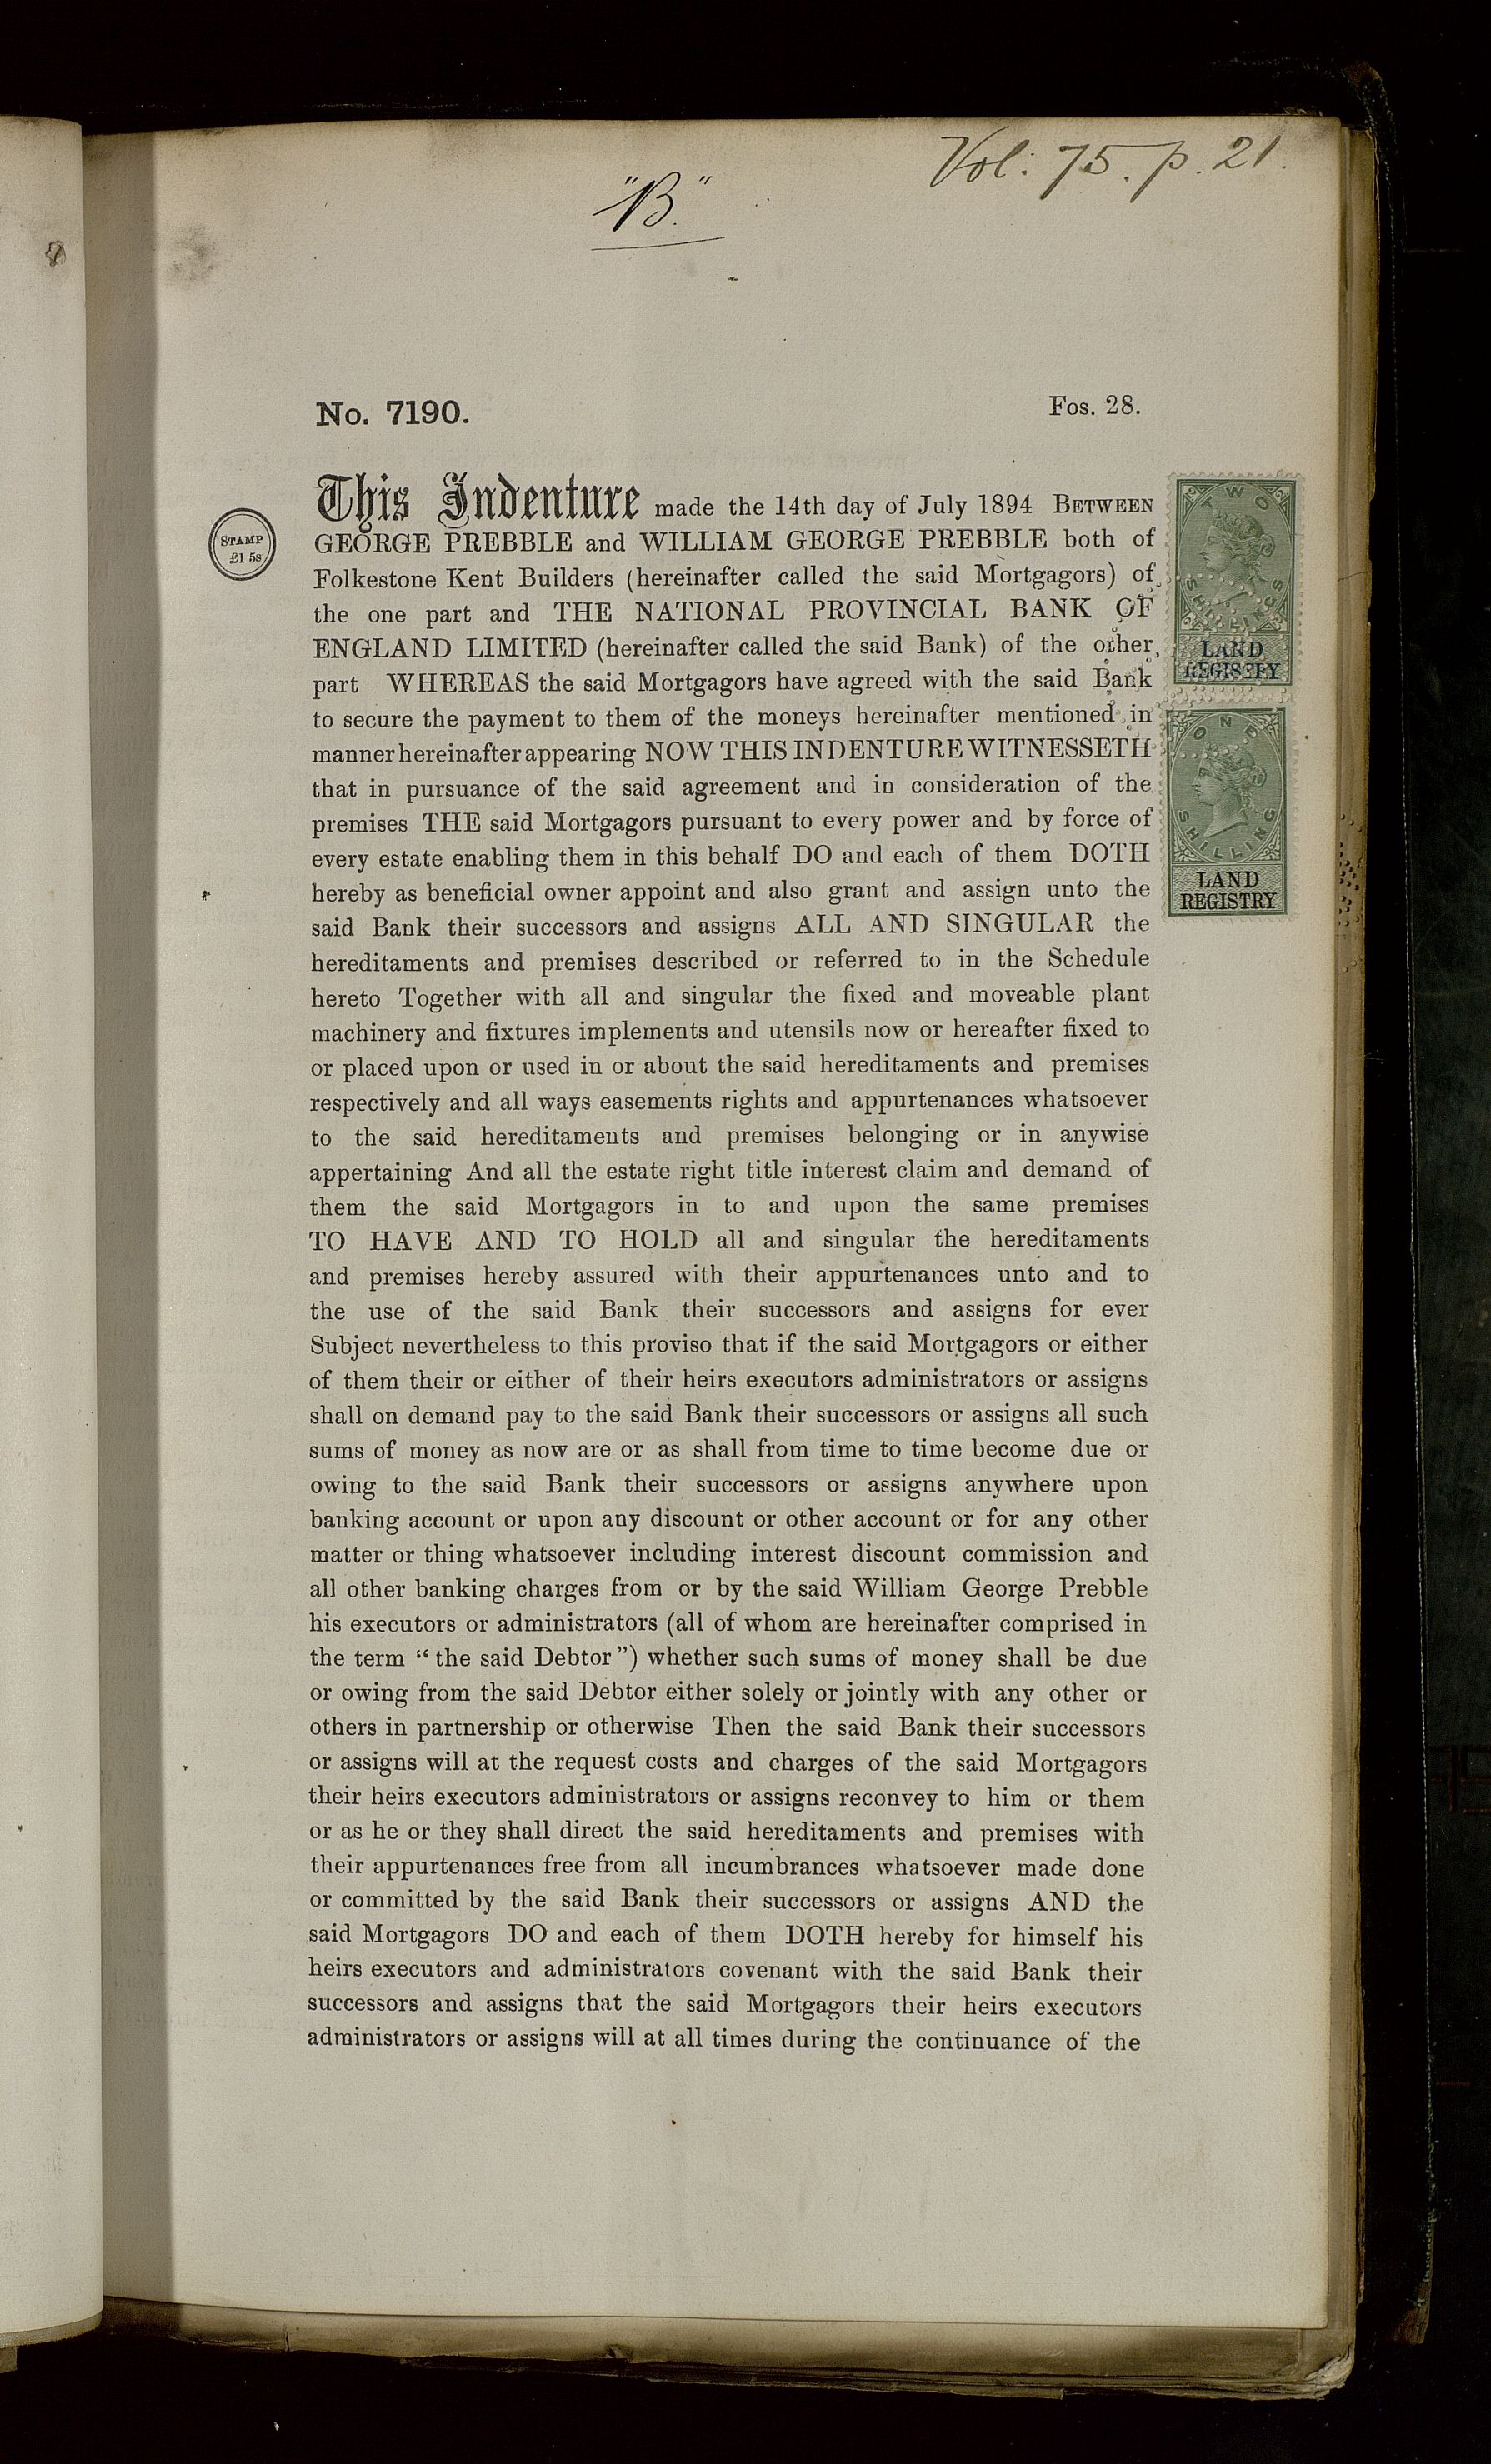 Vol: 75. p. 21.
"B."
No. 7190.
Fos. 28.
STAMP
£1 5s
TWO
SHILLINGS
LAND
REGISTRY
ONE
SHILLING
LAND
REGISTRY
This Indenture made the 14th day of July 1894 BETWEEN
GEORGE PREBBLE and WILLIAM GEORGE PREBBLE both of
Folkestone Kent Builders (hereinafter called the said Mortgagors) of
the one part and THE NATIONAL PROVINCIAL BANK OF
ENGLAND LIMITED (hereinafter called the said Bank) of the other
part WHEREAS the said Mortgagors have agreed with the said Bank
to secure the payment to them of the moneys hereinafter mentioned in
manner hereinafter appearing NOW THIS INDENTURE WITNESSETH
that in pursuance of the said agreement and in consideration of the
premises THE said Mortgagors pursuant to every power and by force of
every estate enabling them in this behalf DO and each of them DOTH
hereby as beneficial owner appoint and also grant and assign unto the
said Bank their successors and assigns ALL AND SINGULAR the
hereditaments and premises described or referred to in the Schedule
hereto Together with all and singular the fixed and moveable plant
machinery and fixtures implements and utensils now or hereafter fixed to
or placed upon or used in or about the said hereditaments and premises
respectively and all ways easements rights and appurtenances whatsoever
to the said hereditaments and premises belonging or in anywise
appertaining And all the estate right title interest claim and demand of
them the said Mortgagors in to and upon the same premises
TO HAVE AND TO HOLD all and singular the hereditaments
and premises hereby assured with their appurtenances unto and to
the use of the said Bank their successors and assigns for ever
Subject nevertheless to this proviso that if the said Mortgagors or either
of them their or either of their heirs executors administrators or assigns
shall on demand pay to the said Bank their successors or assigns all such
sums of money as now are or as shall from time to time become due or
owing to the said Bank their successors or assigns anywhere upon
banking account or upon any discount or other account or for any other
matter or thing whatsoever including interest discount commission and
all other banking charges from or by the said William George Prebble
his executors or administrators (all of whom are hereinafter comprised in
the term "the said Debtor") whether such sums of money shall be due
or owing from the said Debtor either solely or jointly with any other or
others in partnership or otherwise Then the said Bank their successors
or assigns will at the request costs and charges of the said Mortgagors
their heirs executors administrators or assigns reconvey to him or them
or as he or they shall direct the said hereditaments and premises with
their appurtenances free from all incumbrances whatsoever made done
or committed by the said Bank their successors or assigns AND the
said Mortgagors DO and each of them DOTH hereby for himself his
heirs executors and administrators covenant with the said Bank their
successors and assigns that the said Mortgagors their heirs executors
administrators or assigns will at all times during the continuance of the